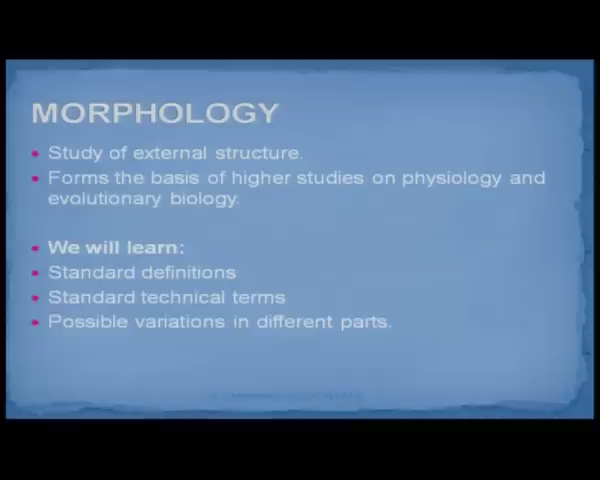 MORPHOLOGY
• Study of external structure.
• Forms the basis of higher studies on physiology and
evolutionary biology.
• We will learn:
• Standard definitions
• Standard technical terms
• Possible variations in different parts.